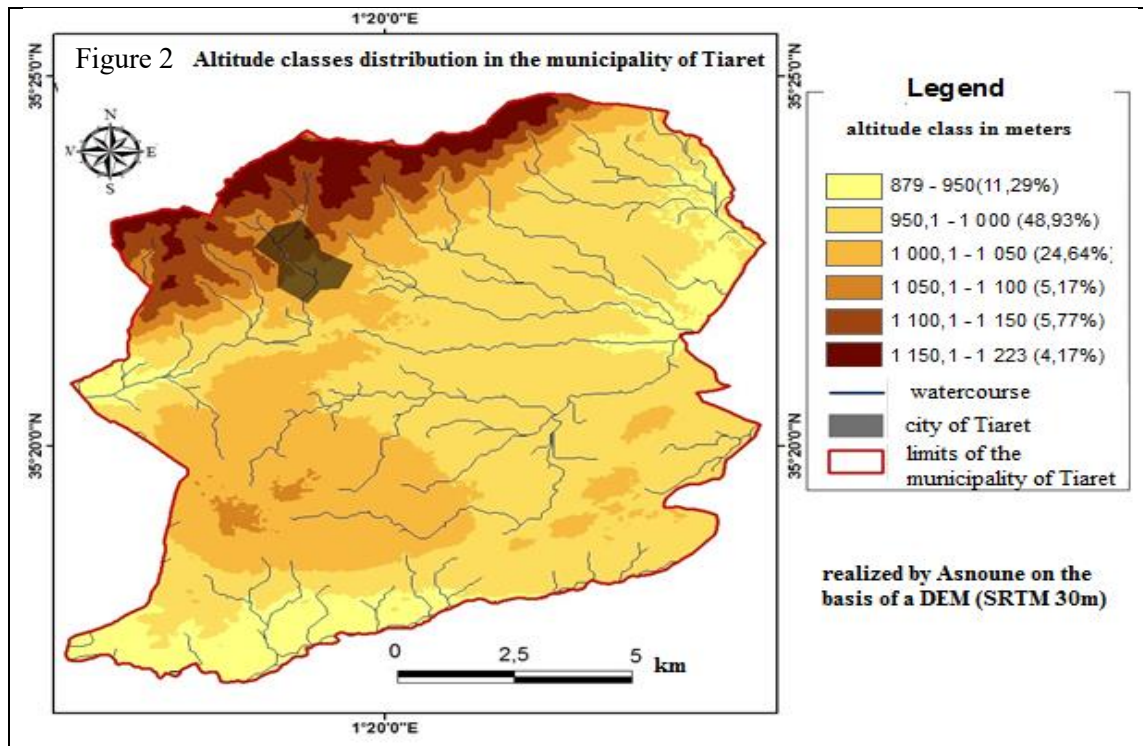 1°20'0"E
Figure 2 Altitude classes distribution in the municipality of Tiaret
35°25'0"N
35°25'0"N
N
W
E
S
35°20'0"N
35°20'0"N
0 2,5 5 km
1°20'0"E
Legend
altitude class in meters
879 - 950(11,29%)
950,1 - 1 000 (48,93%)
1 000,1 - 1 050 (24,64%)
1 050,1 - 1 100 (5,17%)
1 100,1 - 1 150 (5,77%)
1 150,1 - 1 223 (4,17%)
watercourse
city of Tiaret
limits of the
municipality of Tiaret
realized by Asnoune on the
basis of a DEM (SRTM 30m)